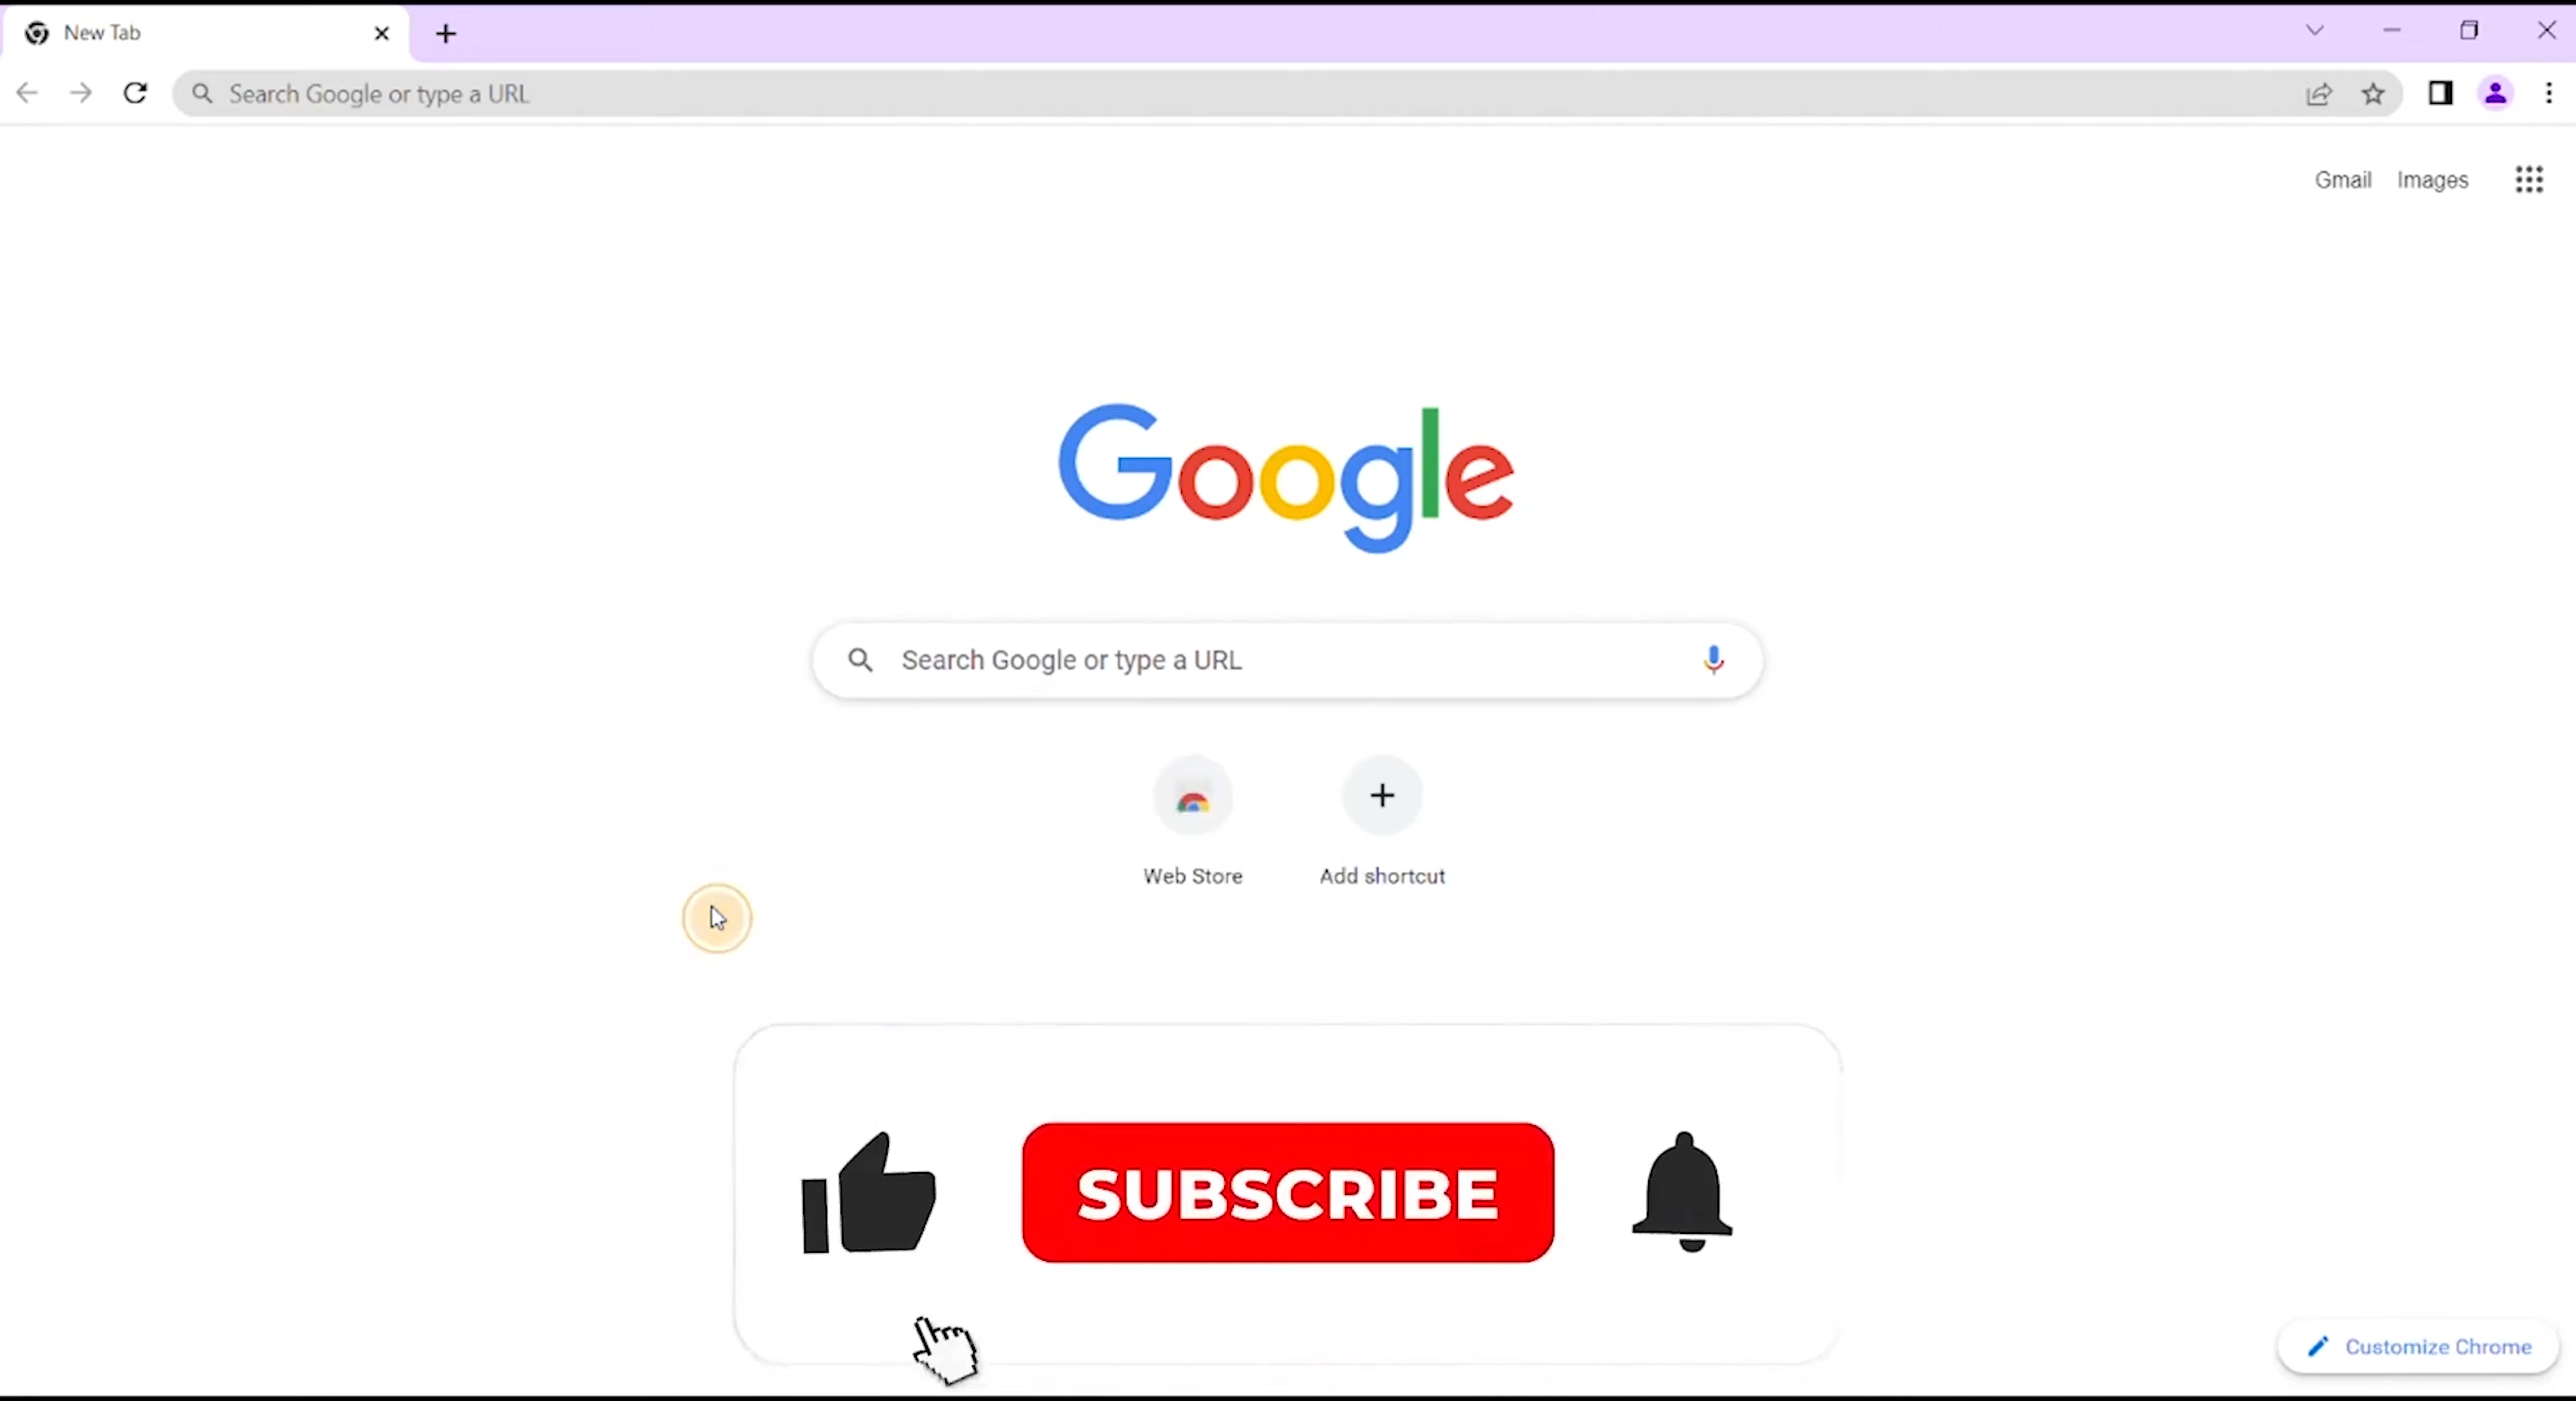 New Tab
Search Google or type a URL
Gmail Images
Google
Search Google or type a URL
Web Store Add shortcut
SUBSCRIBE
Customize Chrome